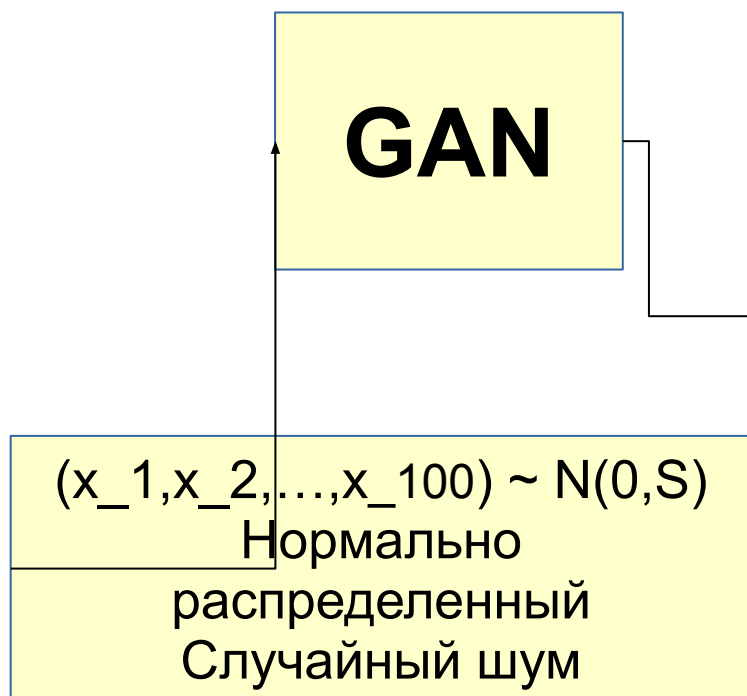 GAN
(x_1,x_2,…,x_100) ~ N(0,S)
Нормально
распределенный
Случайный шум